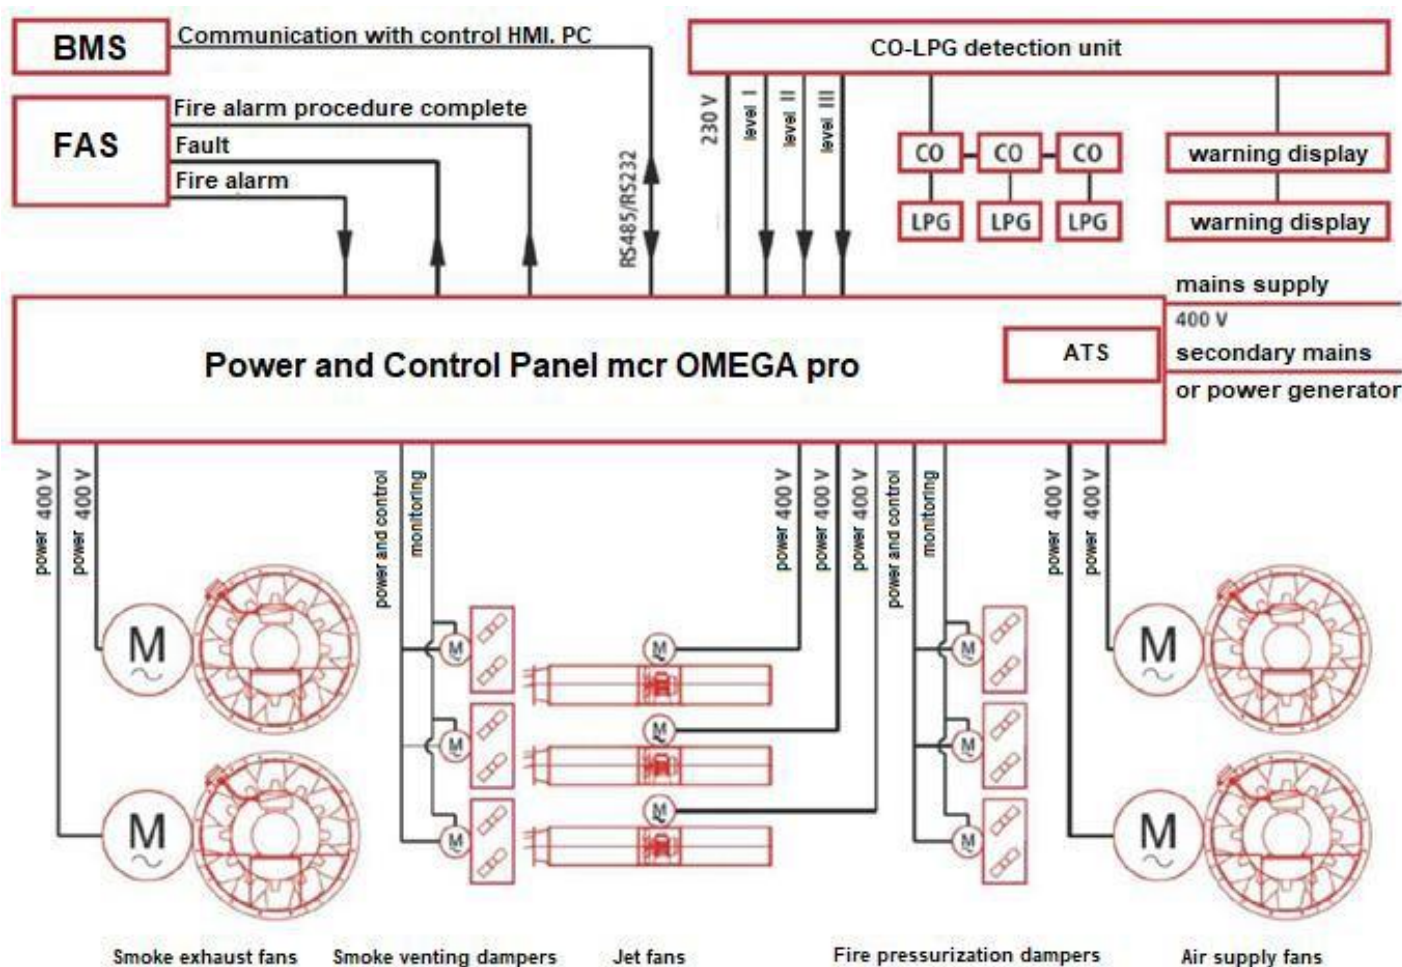 BMS
Communication with control HMI. PC
CO-LPG detection unit
FAS
Fire alarm procedure complete
Fault
Fire alarm
RS485/RS232
230 V
level I
level II
level III
CO
CO
CO
warning display
LPG
LPG
LPG
warning display
mains supply
400 V
Power and Control Panel mcr OMEGA pro
ATS
secondary mains
or power generator
power 400 V
power 400 V
power and control
monitoring
power 400 V
power 400 V
power 400 V
power and control
monitoring
power 400 V
power 400 V
M
M
M
M
M
M
M
M
M
M
M
M
M
Smoke exhaust fans
Smoke venting dampers
Jet fans
Fire pressurization dampers
Air supply fans